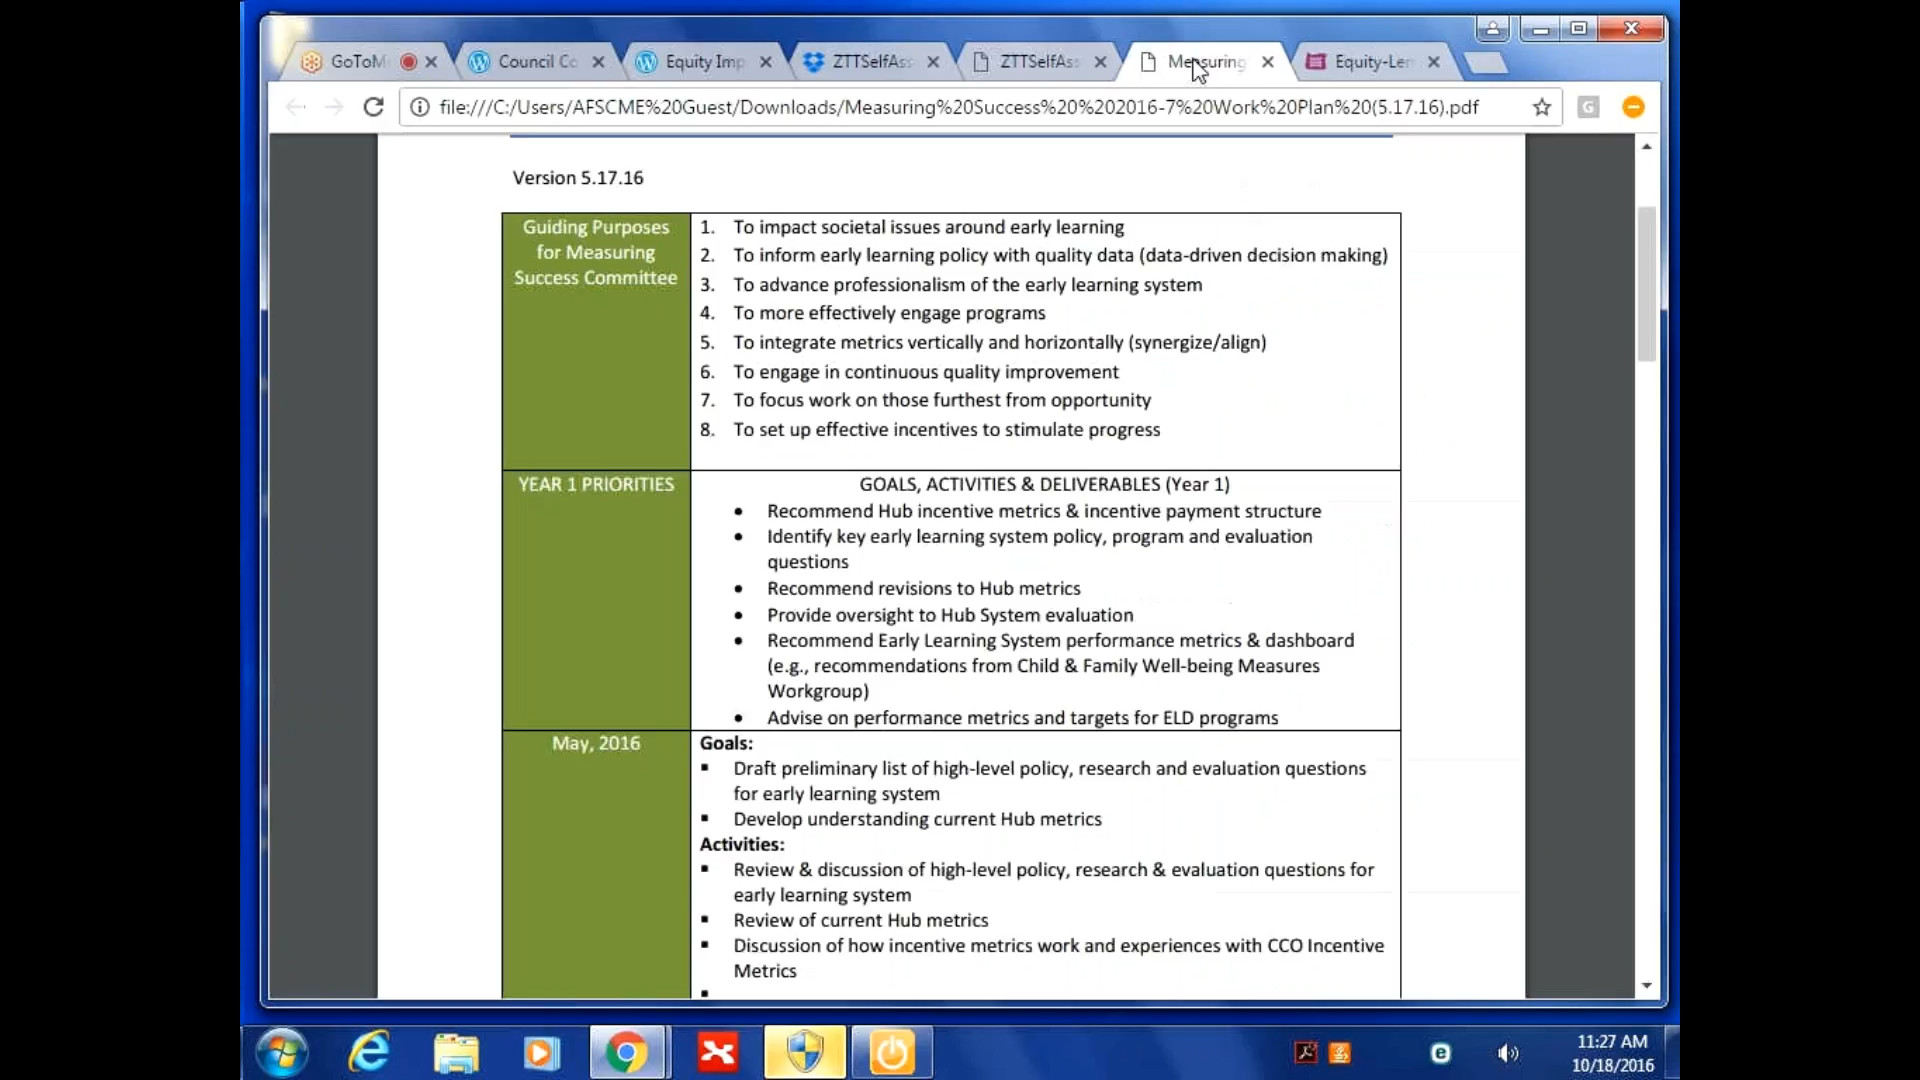 GoToM
Council Co
Equity Imp
ZTTSelfAs
ZTTSelfAs
Measuring
Equity-Len
file:///C:/Users/AFSCME%20Guest/Downloads/Measuring%20Success%20%202016-7%20Work%20Plan%20(5.17.16).pdf
G
Version 5.17.16
Guiding Purposes
for Measuring
Success Committee
1. To impact societal issues around early learning
2. To inform early learning policy with quality data (data-driven decision making)
3. To advance professionalism of the early learning system
4. To more effectively engage programs
5. To integrate metrics vertically and horizontally (synergize/align)
6. To engage in continuous quality improvement
7. To focus work on those furthest from opportunity
8. To set up effective incentives to stimulate progress
YEAR 1 PRIORITIES
GOALS, ACTIVITIES & DELIVERABLES (Year 1)
• Recommend Hub incentive metrics & incentive payment structure
• Identify key early learning system policy, program and evaluation
questions
• Recommend revisions to Hub metrics
• Provide oversight to Hub System evaluation
• Recommend Early Learning System performance metrics & dashboard
(e.g., recommendations from Child & Family Well-being Measures
Workgroup)
• Advise on performance metrics and targets for ELD programs
May, 2016
Goals:
▪ Draft preliminary list of high-level policy, research and evaluation questions
for early learning system
▪ Develop understanding current Hub metrics
Activities:
▪ Review & discussion of high-level policy, research & evaluation questions for
early learning system
▪ Review of current Hub metrics
▪ Discussion of how incentive metrics work and experiences with CCO Incentive
Metrics
11:27 AM
10/18/2016